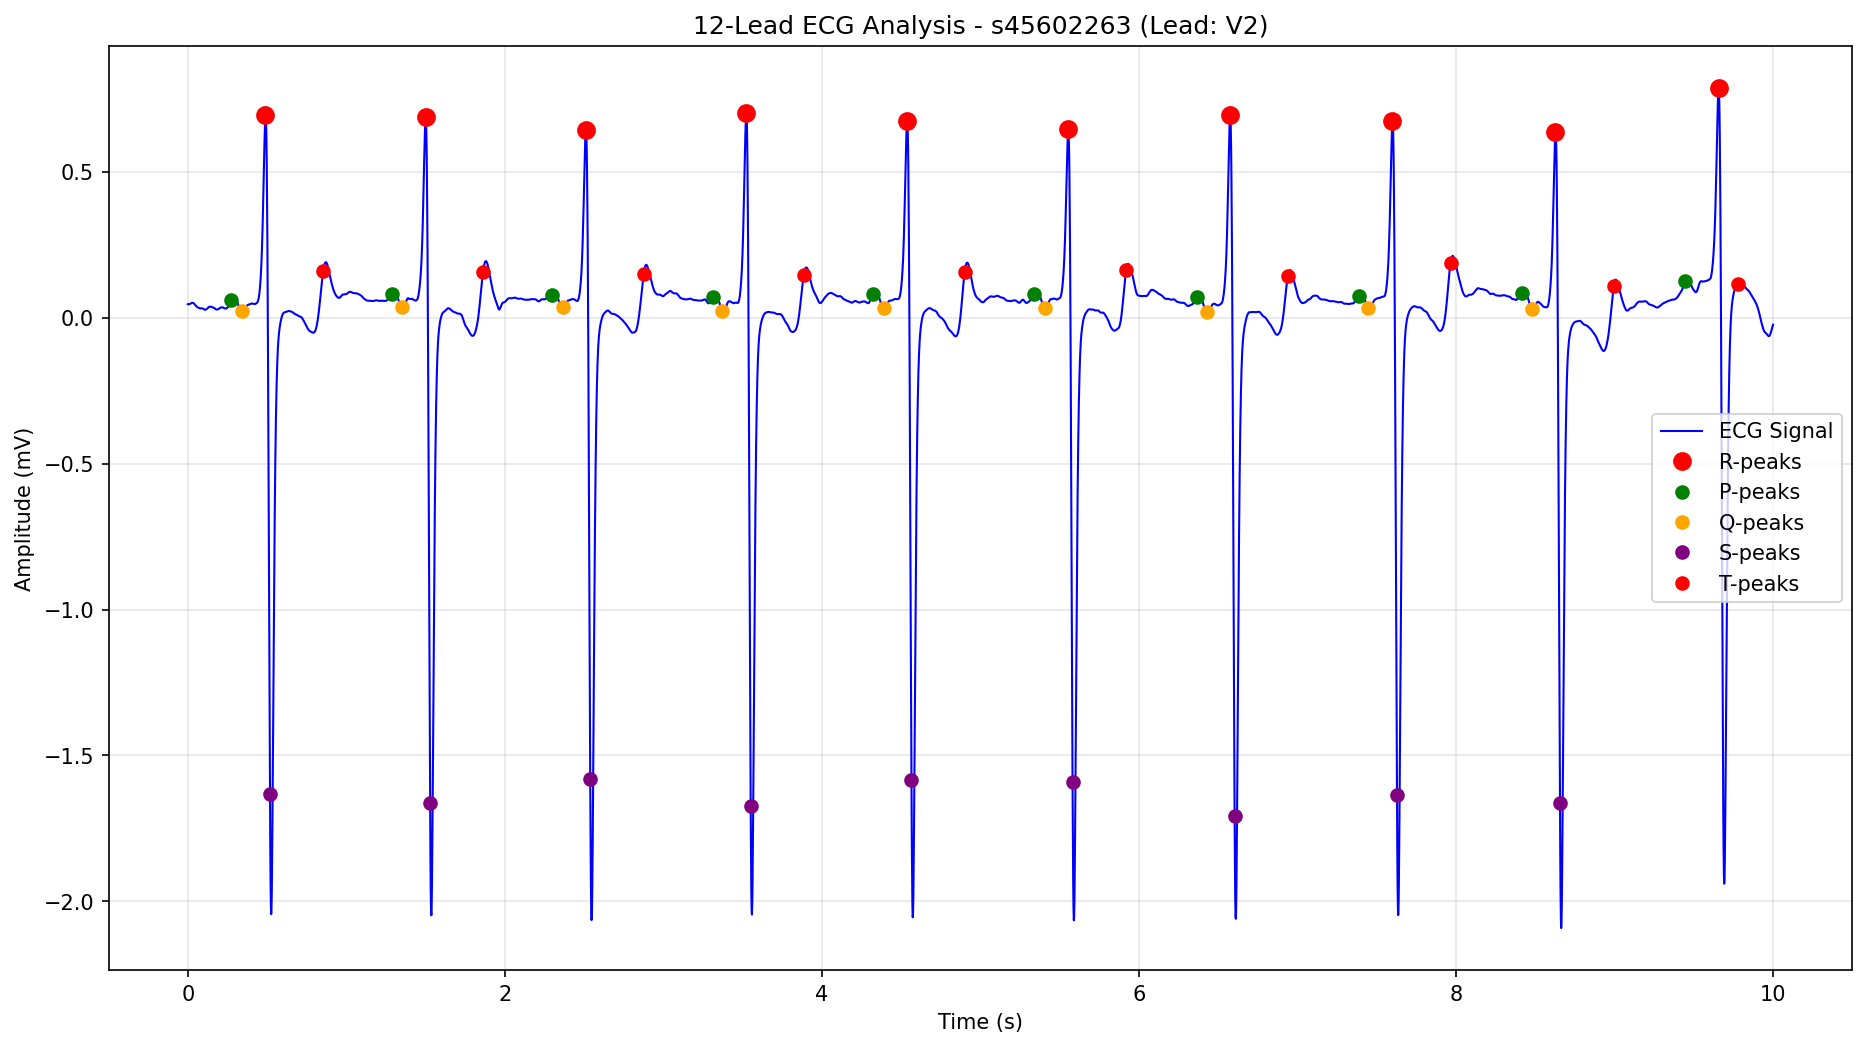 12-Lead ECG Analysis - s45602263 (Lead: V2)
Amplitude (mV)
0.5
0.0
−0.5
−1.0
−1.5
−2.0
ECG Signal
R-peaks
P-peaks
Q-peaks
S-peaks
T-peaks
0 2 4 6 8 10
Time (s)